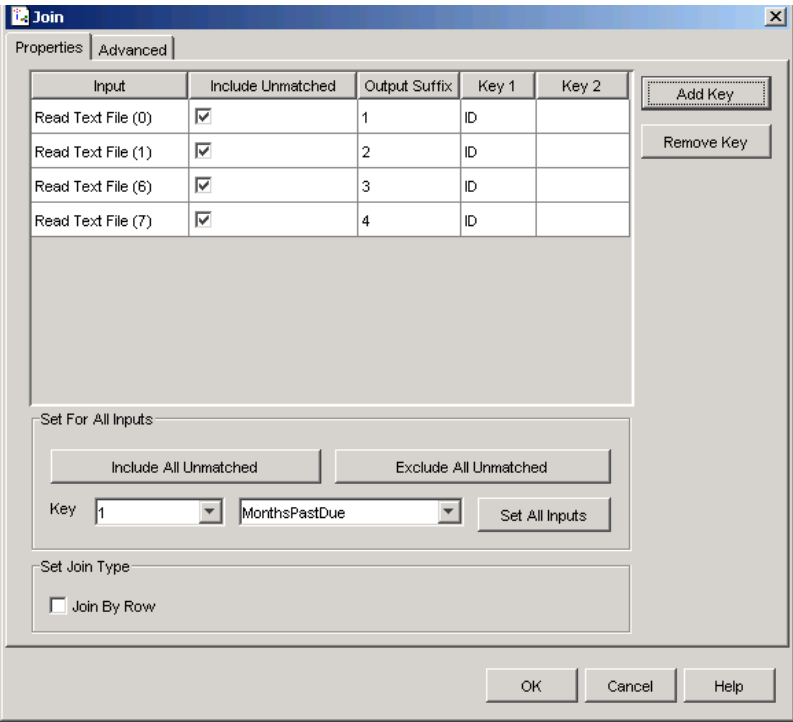 Join
Properties Advanced
Input Include Unmatched Output Suffix Key 1 Key 2
Add Key
Read Text File (0) 1 ID
Remove Key
Read Text File (1) 2 ID
Read Text File (6) 3 ID
Read Text File (7) 4 ID
Set For All Inputs
Include All Unmatched Exclude All Unmatched
Key 1 MonthsPastDue Set All Inputs
Set Join Type
Join By Row
OK Cancel Help